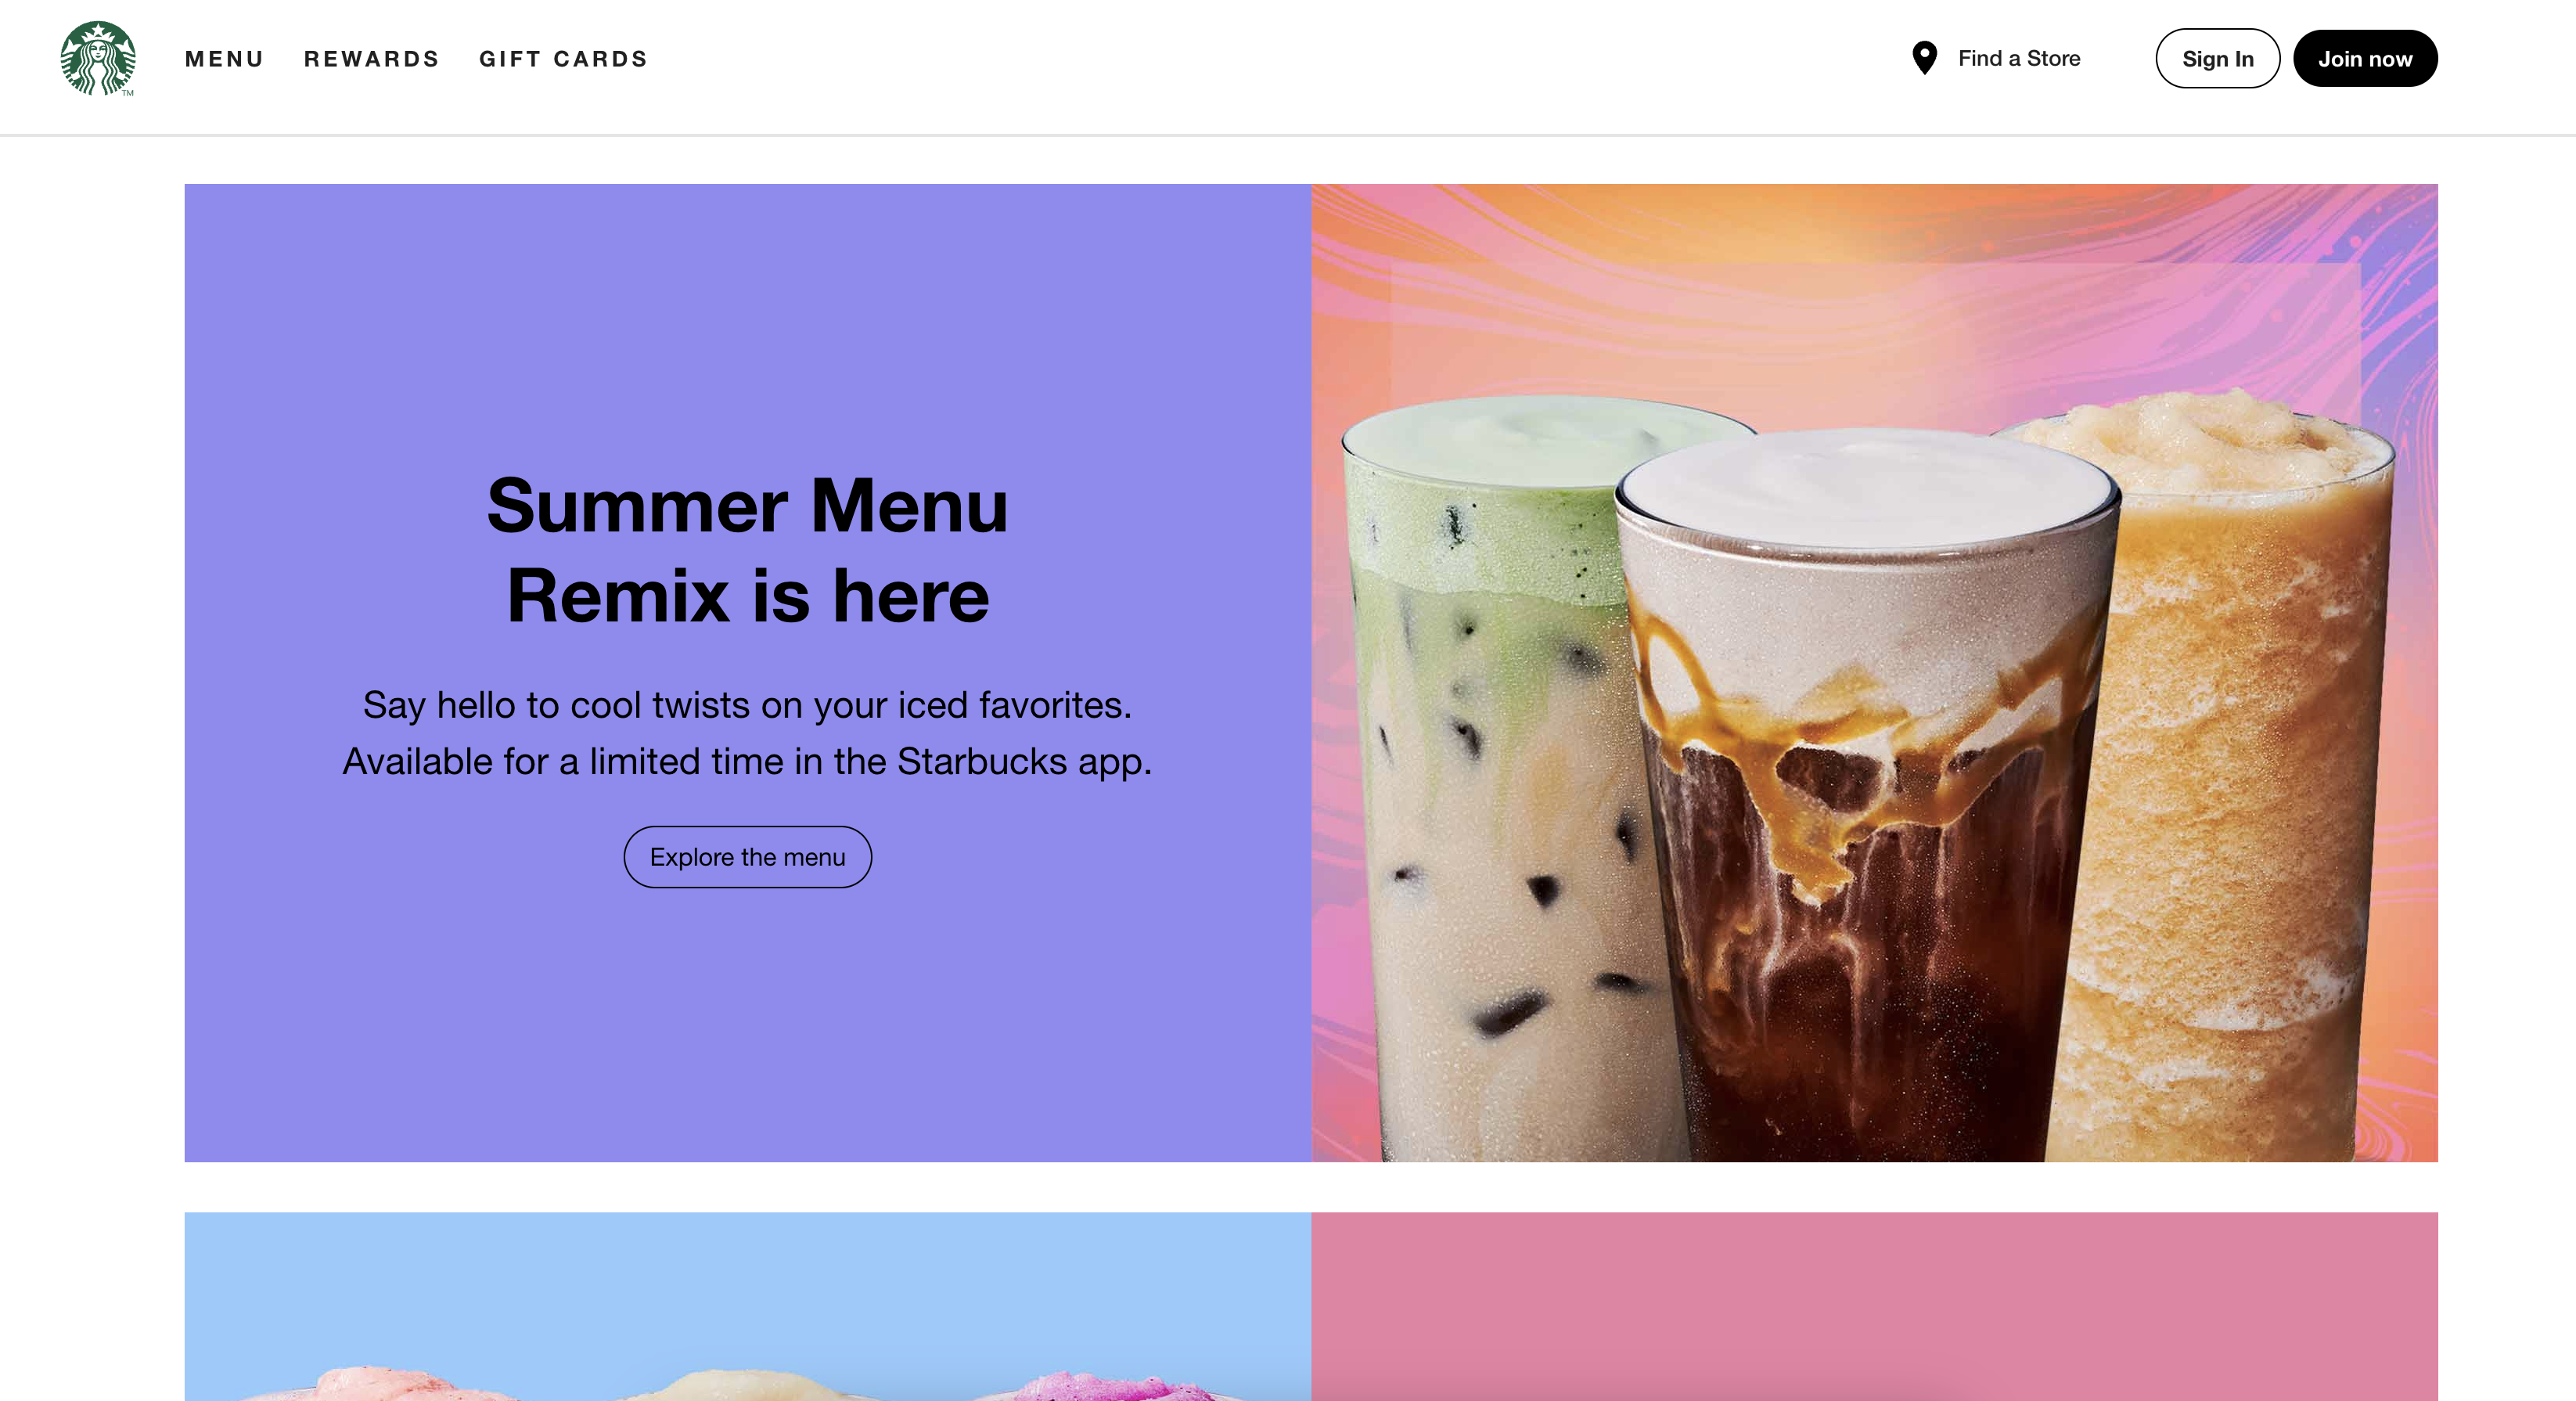 TM
MENU
REWARDS
GIFT CARDS
Find a Store
Sign In
Join now
Summer Menu
Remix is here
Say hello to cool twists on your iced favorites.
Available for a limited time in the Starbucks app.
Explore the menu